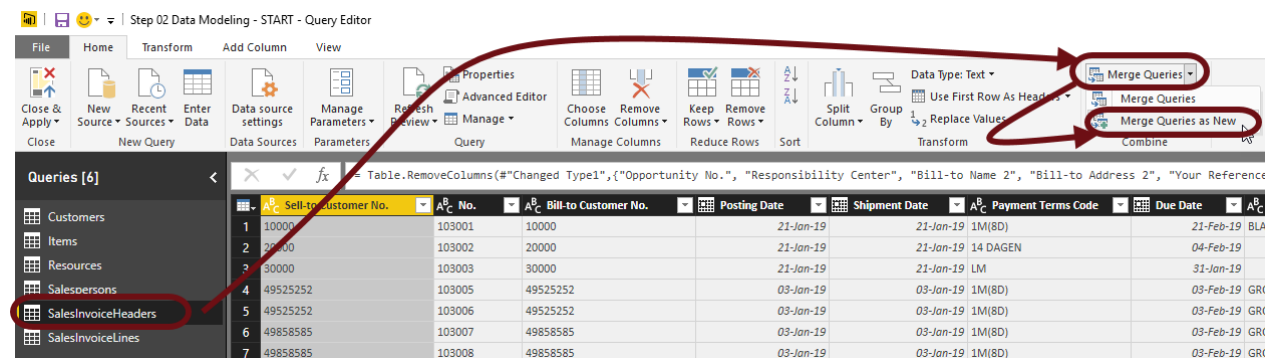 Step 02 Data Modeling - START - Query Editor
File Home Transform Add Column View
Close & Apply
New Source
Recent Sources
Enter Data
Data source settings
Manage Parameters
Refresh Preview
Properties
Advanced Editor
Manage
Choose Columns
Remove Columns
Keep Rows
Remove Rows
Split Column
Group By
Data Type: Text
Use First Row As Headers
Replace Values
Merge Queries
Merge Queries
Merge Queries as New
Close New Query Data Sources Parameters Query Manage Columns Reduce Rows Sort Transform Combine
Queries [6]
= Table.RemoveColumns(#"Changed Type1",{"Opportunity No.", "Responsibility Center", "Bill-to Name 2", "Bill-to Address 2", "Your Reference
Customers
Items
Resources
Salespersons
SalesInvoiceHeaders
SalesInvoiceLines
Sell-to Customer No. No. Bill-to Customer No. Posting Date Shipment Date Payment Terms Code Due Date
1 10000 103001 10000 21-Jan-19 21-Jan-19 1M(8D) 21-Feb-19 BLA
2 20000 103002 20000 21-Jan-19 21-Jan-19 14 DAGEN 04-Feb-19
3 30000 103003 30000 21-Jan-19 21-Jan-19 LM 31-Jan-19
4 49525252 103005 49525252 03-Jan-19 03-Jan-19 1M(8D) 03-Feb-19 GRO
5 49525252 103006 49525252 03-Jan-19 03-Jan-19 1M(8D) 03-Feb-19 GRO
6 49858585 103007 49858585 03-Jan-19 03-Jan-19 1M(8D) 03-Feb-19 GRO
7 49858585 103008 49858585 03-Jan-19 03-Jan-19 1M(8D) 03-Feb-19 GRO